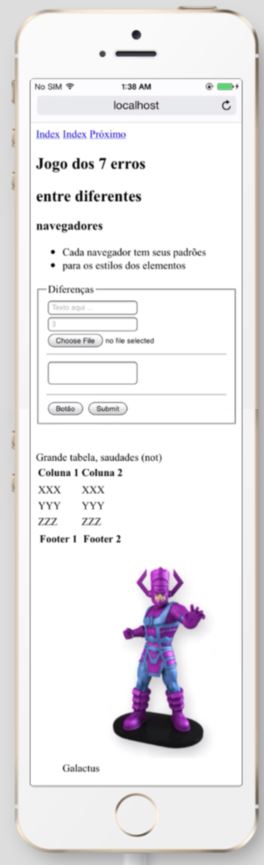 No SIM 1:38 AM
localhost
Index Index Próximo
Jogo dos 7 erros
entre diferentes
navegadores
Cada navegador tem seus padrões
para os estilos dos elementos
Diferenças
Texto aqui ...
3
Choose File no file selected
Botão Submit
Grande tabela, saudades (not)
Coluna 1 Coluna 2
XXX XXX
YYY YYY
ZZZ ZZZ
Footer 1 Footer 2
Galactus